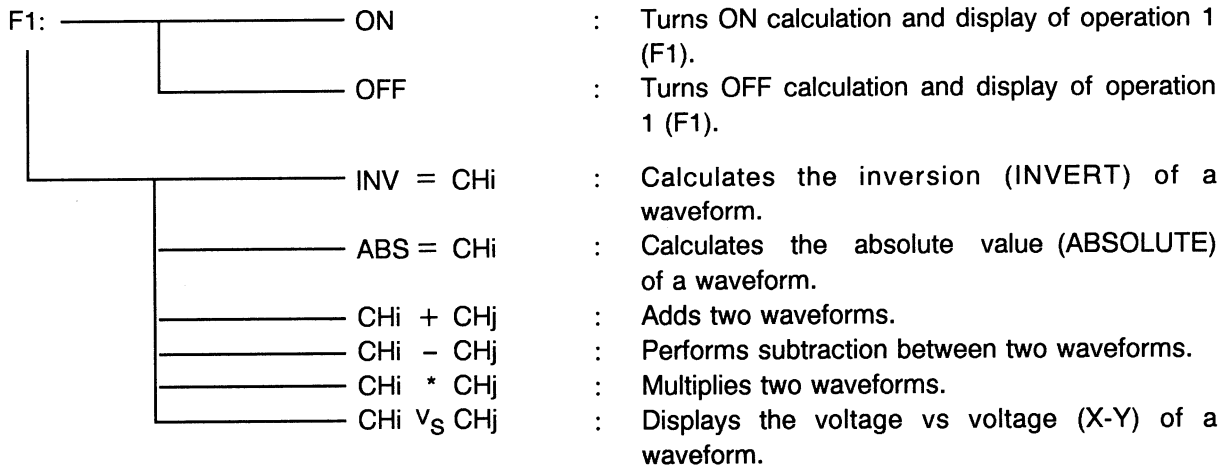 F1: ON : Turns ON calculation and display of operation 1
(F1).
OFF : Turns OFF calculation and display of operation
1 (F1).
INV = CHi : Calculates the inversion (INVERT) of a
waveform.
ABS = CHi : Calculates the absolute value (ABSOLUTE)
of a waveform.
CHi + CHj : Adds two waveforms.
CHi - CHj : Performs subtraction between two waveforms.
CHi * CHj : Multiplies two waveforms.
CHi VS CHj : Displays the voltage vs voltage (X-Y) of a
waveform.